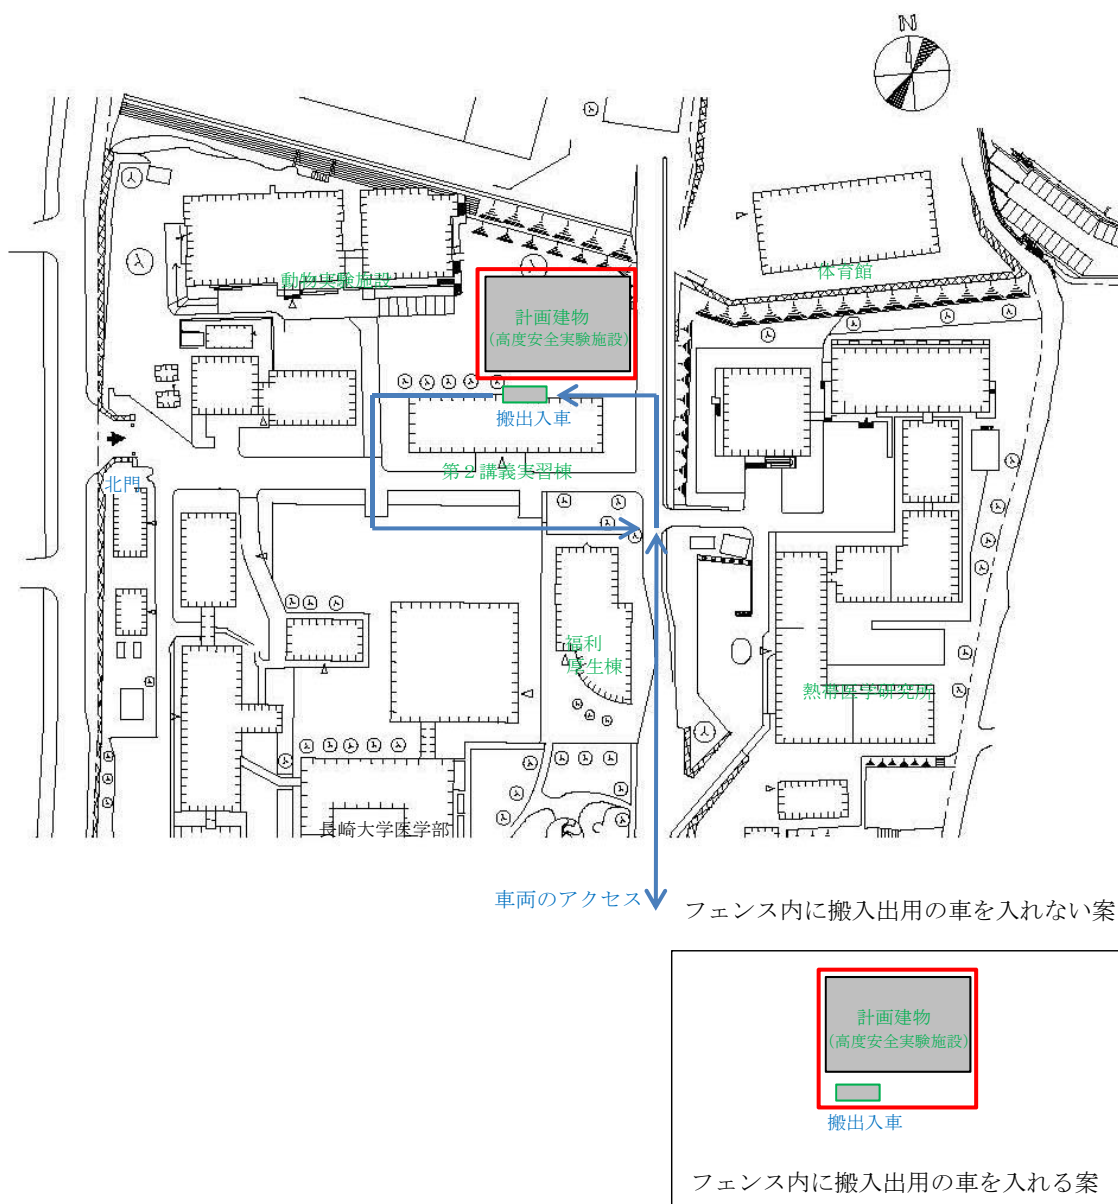 N
動物実験施設
体育館
計画建物
(高度安全実験施設)
搬出入車
第2講義実習棟
北門
福利
厚生棟
熱帯医学研究所
長崎大学医学部
車両のアクセス
フェンス内に搬入出用の車を入れない案
計画建物
(高度安全実験施設)
搬出入車
フェンス内に搬入出用の車を入れる案